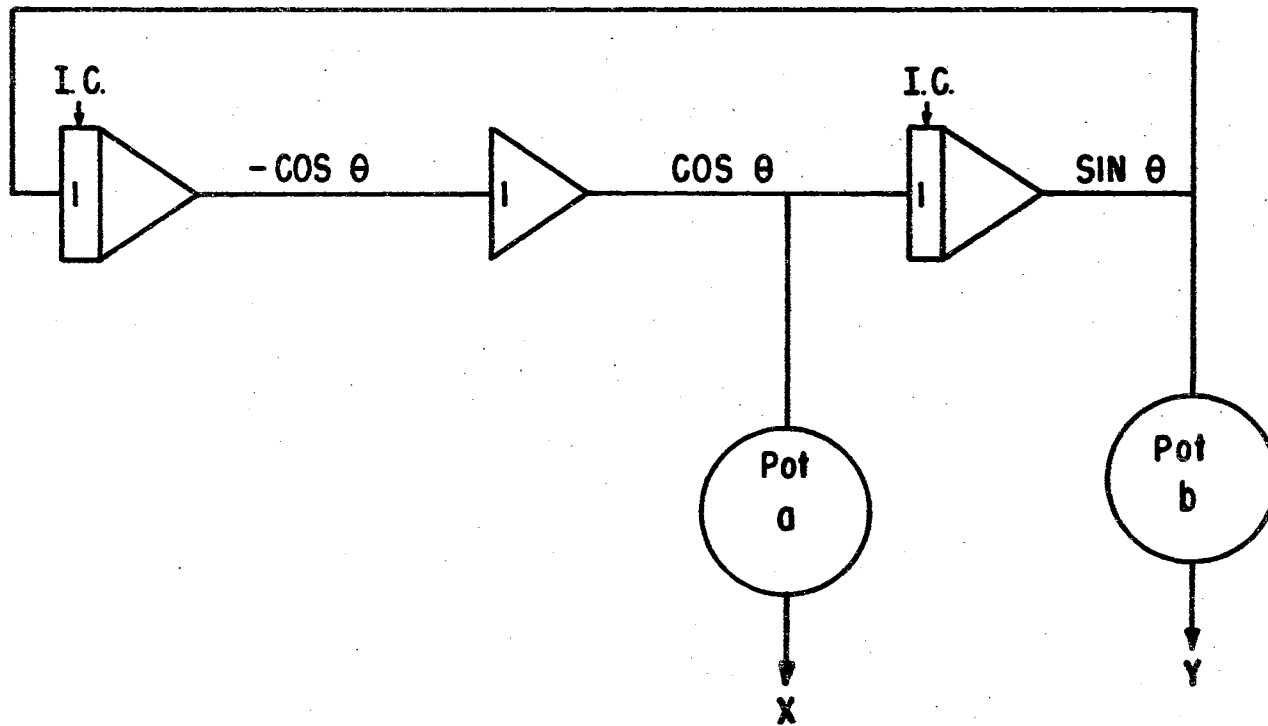 I.C.
I.C.
1
- COS θ
1
COS θ
1
SIN θ
Pot
a
Pot
b
X
Y